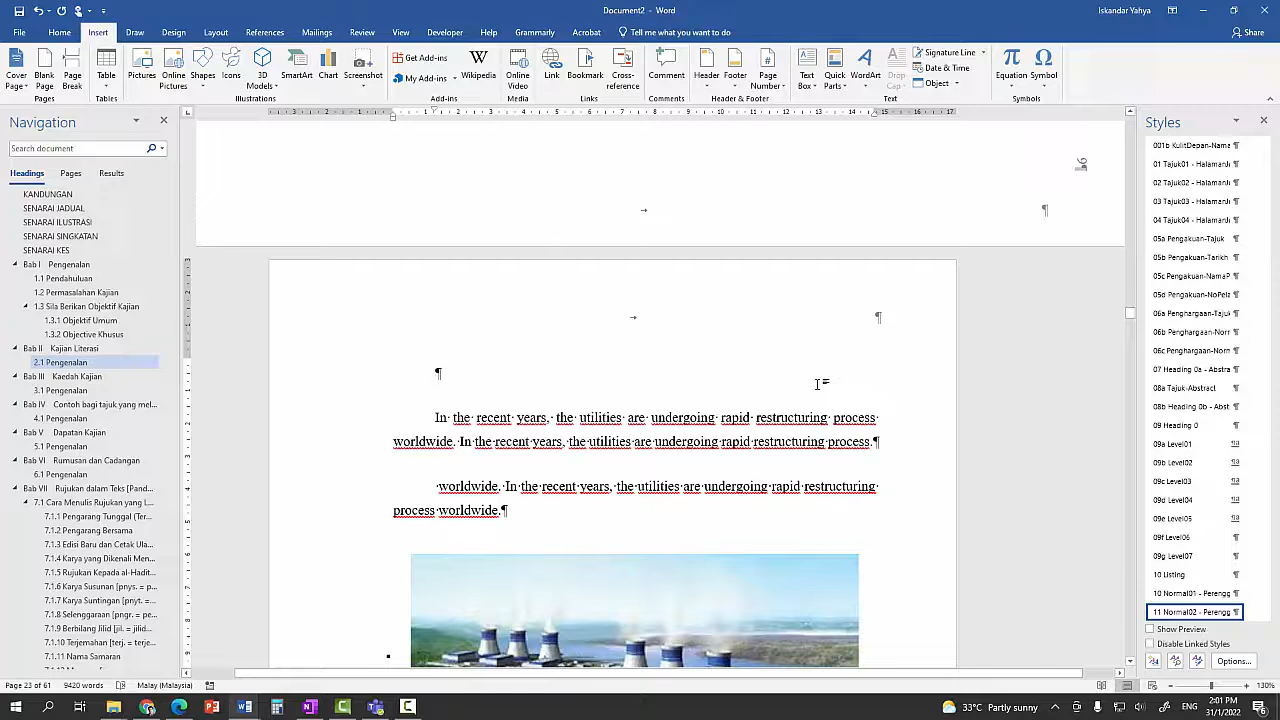 Document2 - Word
Iskandar Yahya
File Home Insert Draw Design Layout References Mailings Review View Developer Help Grammarly Acrobat Tell me what you want to do Share
Cover Page Blank Page Page Break
Pages
Table
Tables
Pictures Online Pictures Shapes Icons 3D Models SmartArt Chart Screenshot
Illustrations
Get Add-ins
My Add-ins
Wikipedia
Add-ins
Online Video
Media
Link Bookmark Cross-reference
Links
Comment
Comments
Header Footer Page Number
Header & Footer
Text Box Quick Parts WordArt Drop Cap
Signature Line
Date & Time
Object
Text
Equation Symbol
Symbols
Navigation
Search document
Headings Pages Results
KANDUNGAN
SENARAI JADUAL
SENARAI ILUSTRASI
SENARAI SINGKATAN
SENARAI KES
Bab I Pengenalan
1.1 Pendahuluan
1.2 Permasalahan Kajian
1.3 Sila Berikan Objektif Kajian
1.3.1 Objektif Umum
1.3.2 Objective Khusus
Bab II Kajian Literasi
2.1 Pengenalan
Bab III Kaedah Kajian
3.1 Pengenalan
Bab IV Contoh bagi tajuk yang mel...
4.1 Pengenalan
Bab V Dapatan Kajian
5.1 Pengenalan
Bab VI Rumusan dan Cadangan
6.1 Pengenalan
Bab VII Rujukan dalam Teks [Pand...
7.1 Cara Menulis Rujukan yang L...
7.1.1 Pengarang Tunggal (Ter...
7.1.2 Pengarang Bersama
7.1.3 Edisi Baru dan Cetak Ula...
7.1.4 Karya yang Dikenali Men...
7.1.5 Rujukan Kepada al-Hadit...
7.1.6 Karya Susunan [pnys. = p...
7.1.7 Karya Suntingan [pnyt. = ...
7.1.8 Selenggaraan [pngr. = pe...
7.1.9 Berbilang Jilid [jil. = jilid...
7.1.10 Terjemahan [terj. = terje...
7.1.11 Nama Samaran
In the recent years, the utilities are undergoing rapid restructuring process
worldwide. In the recent years, the utilities are undergoing rapid restructuring process.¶
worldwide. In the recent years, the utilities are undergoing rapid restructuring
process worldwide.¶
Styles
001b KulitDepan-Nama
01 Tajuk01 - HalamanJu
02 Tajuk02 - HalamanJu
03 Tajuk03 - HalamanJu
04 Tajuk04 - HalamanJu
05a Pengakuan-Tajuk
05b Pengakuan-Tarikh
05c Pengakuan-NamaP
05d Pengakuan-NoPela
06a Penghargaan-Tajuk
06b Penghargaan-Norr
06c Penghargaan-Norm
07 Heading 0a - Abstra
08a Tajuk-Abstract
08b Heading 0b - Abst
09 Heading 0
09a Level01
09b Level02
09c Level03
09d Level04
09e Level05
09f Level06
09g Level07
10 Listing
10 Normal01 - Perengg
11 Normal02 - Perengg
Show Preview
Disable Linked Styles
Options...
Page 23 of 61 9420 words Malay (Malaysia) 130%
33°C Partly sunny ENG 2:01 PM
31/1/2022